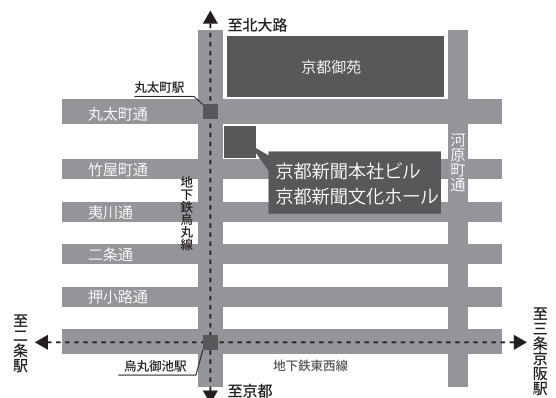 至北大路
京都御苑
丸太町駅
丸太町通
河原町通
竹屋町通
京都新聞本社ビル
京都新聞文化ホール
地下鉄烏丸線
夷川通
二条通
押小路通
至二条駅
至三条京阪駅
烏丸御池駅
地下鉄東西線
至京都